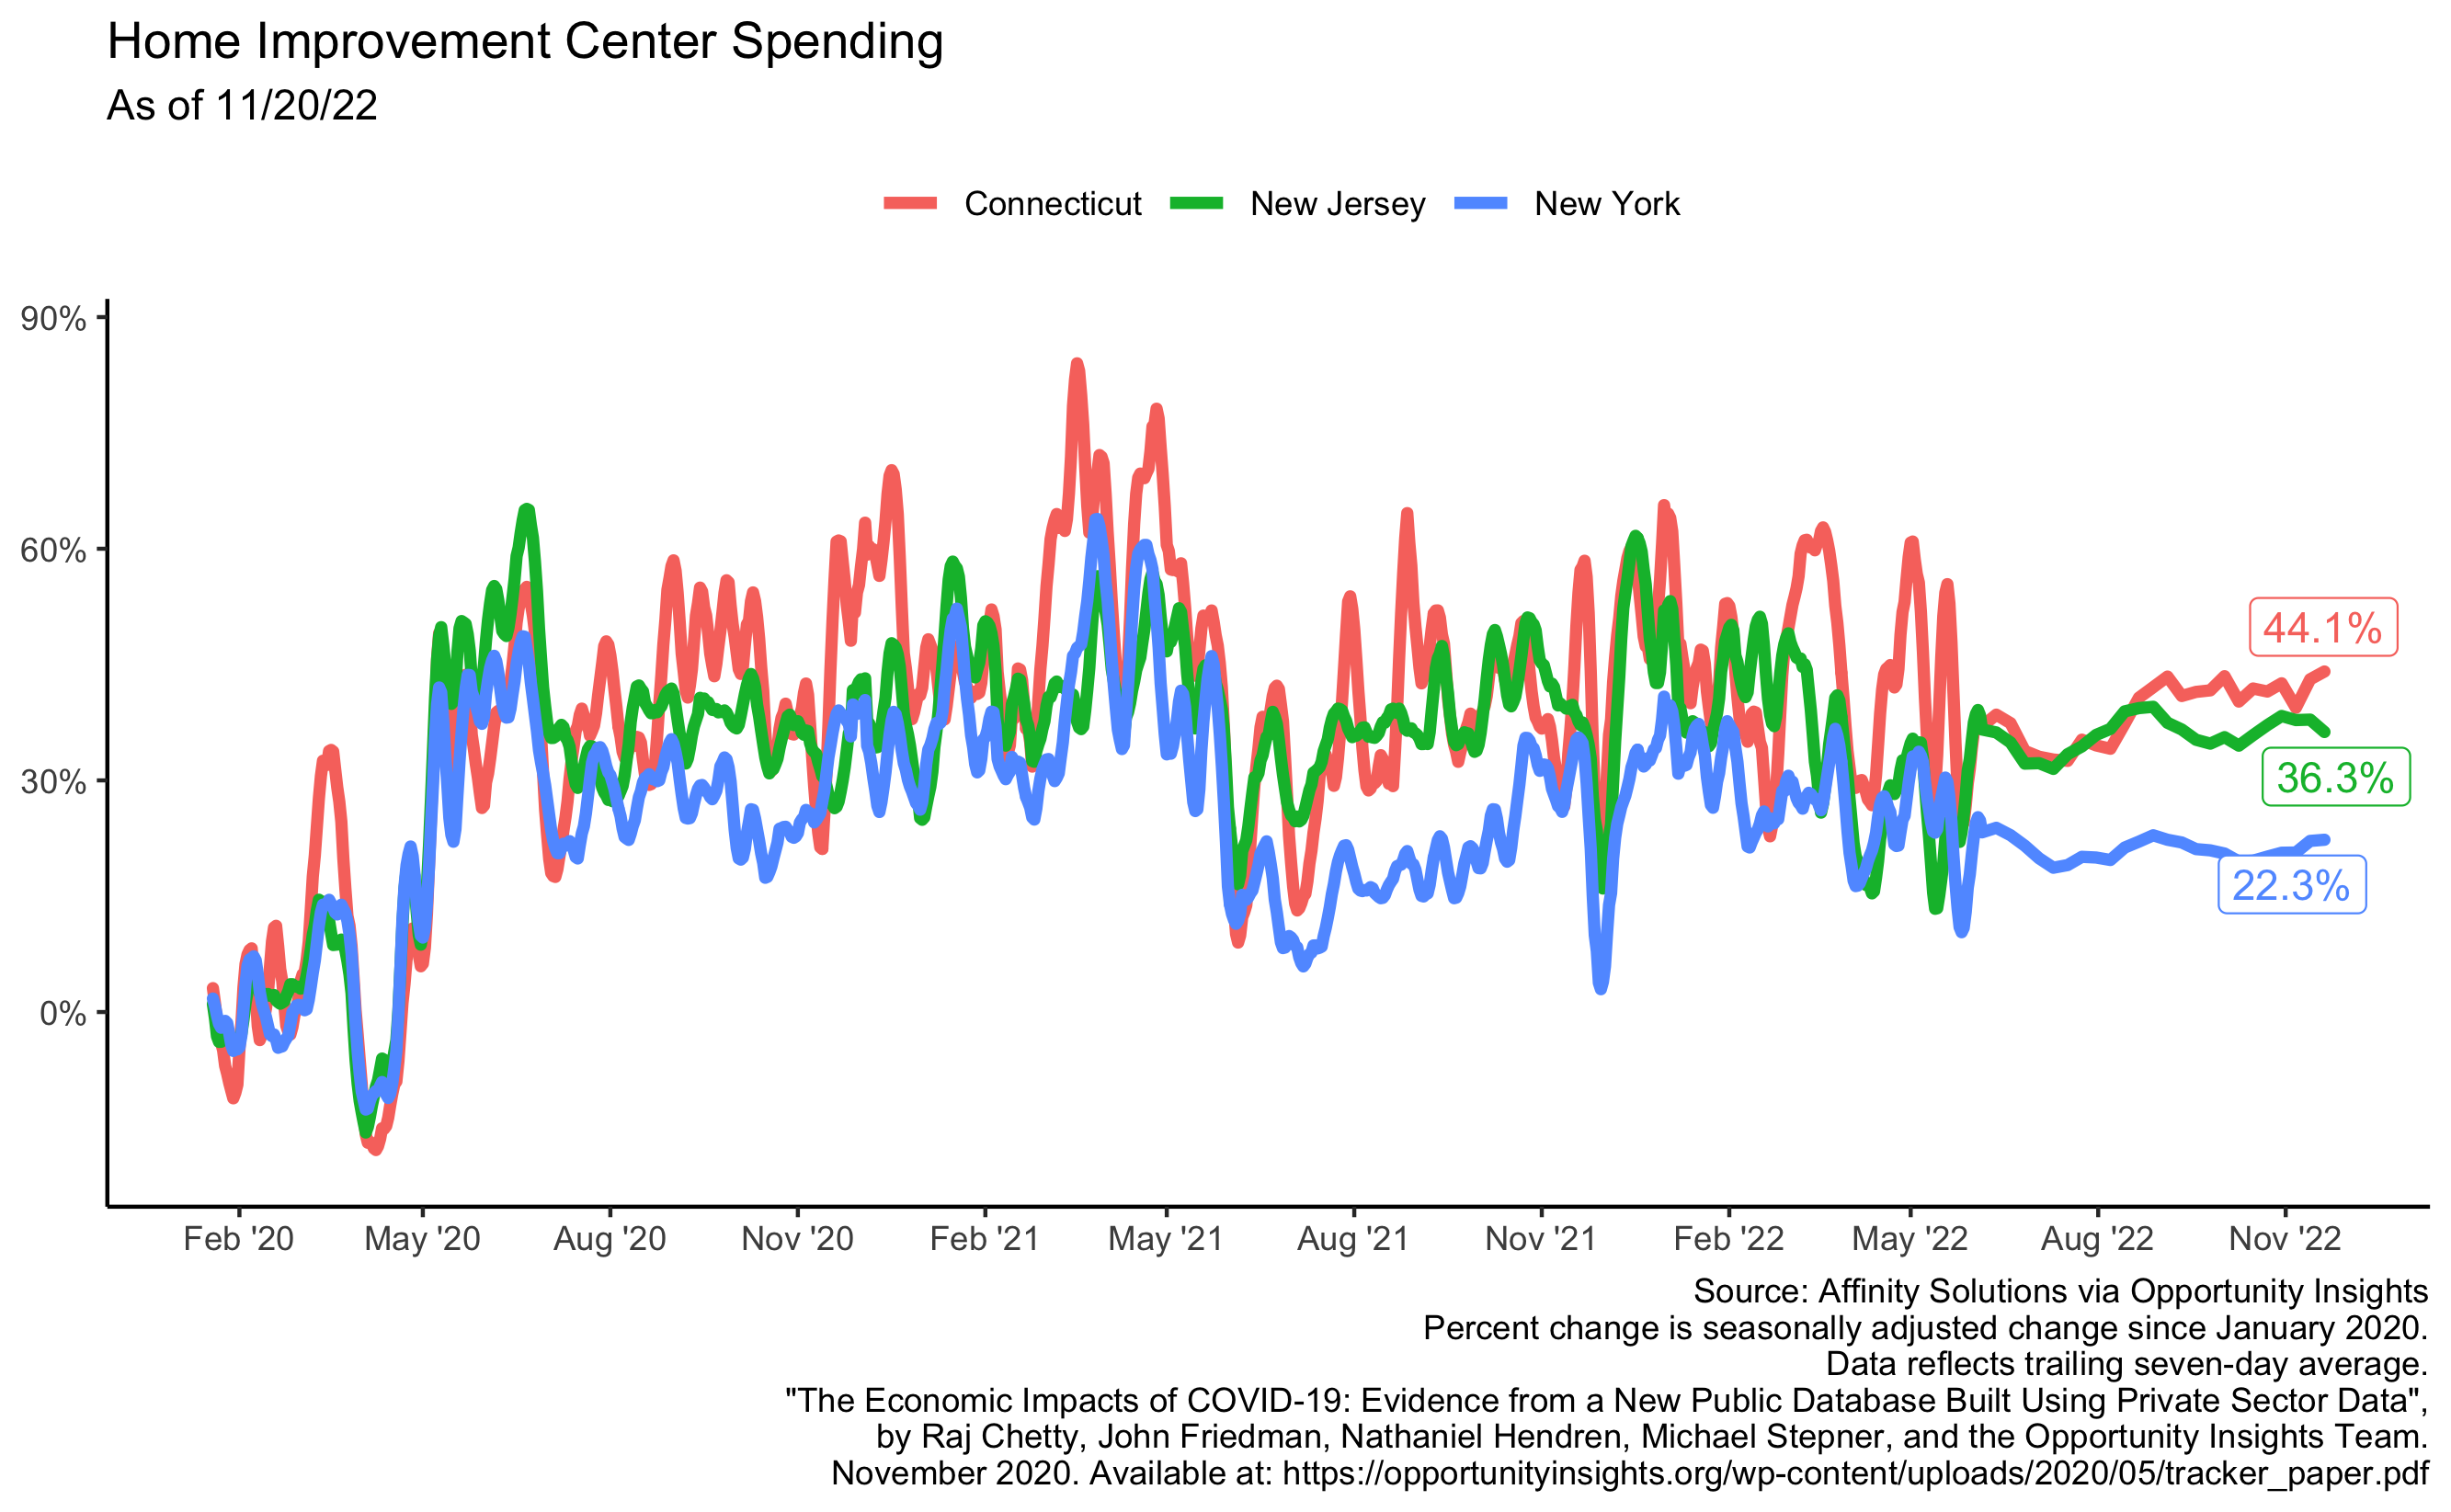 Home Improvement Center Spending
As of 11/20/22
Connecticut New Jersey New York
90%
60%
30%
0%
44.1%
36.3%
22.3%
Feb '20 May '20 Aug '20 Nov '20 Feb '21 May '21 Aug '21 Nov '21 Feb '22 May '22 Aug '22 Nov '22
Source: Affinity Solutions via Opportunity Insights
Percent change is seasonally adjusted change since January 2020.
Data reflects trailing seven-day average.
"The Economic Impacts of COVID-19: Evidence from a New Public Database Built Using Private Sector Data",
by Raj Chetty, John Friedman, Nathaniel Hendren, Michael Stepner, and the Opportunity Insights Team.
November 2020. Available at: https://opportunityinsights.org/wp-content/uploads/2020/05/tracker_paper.pdf